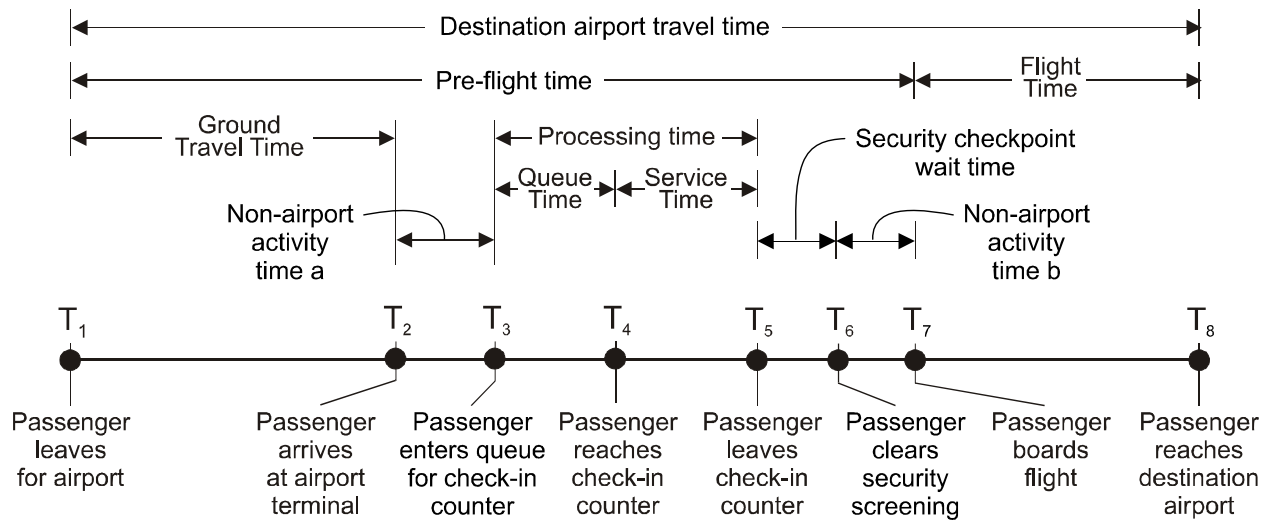 Destination airport travel time
Pre-flight time
Flight
Time
Ground
Travel Time
Processing time
Security checkpoint
wait time
Queue
Time
Service
Time
Non-airport
activity
time a
Non-airport
activity
time b
T1
T2
T3
T4
T5
T6
T7
T8
Passenger
leaves
for airport
Passenger
arrives
at airport
terminal
Passenger
enters queue
for check-in
counter
Passenger
reaches
check-in
counter
Passenger
leaves
check-in
counter
Passenger
clears
security
screening
Passenger
boards
flight
Passenger
reaches
destination
airport